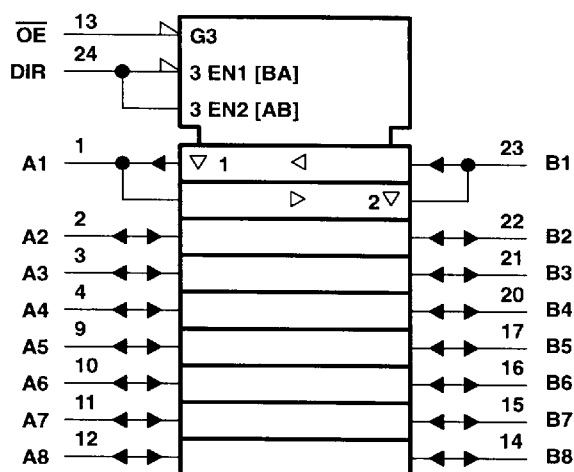 13
OE
G3
24
DIR
3 EN1 [BA]
3 EN2 [AB]
1
A1
▽ 1 ◁
23
B1
▷ 2 ▽
2
A2
22
B2
3
A3
21
B3
4
A4
20
B4
9
A5
17
B5
10
A6
16
B6
11
A7
15
B7
12
A8
14
B8